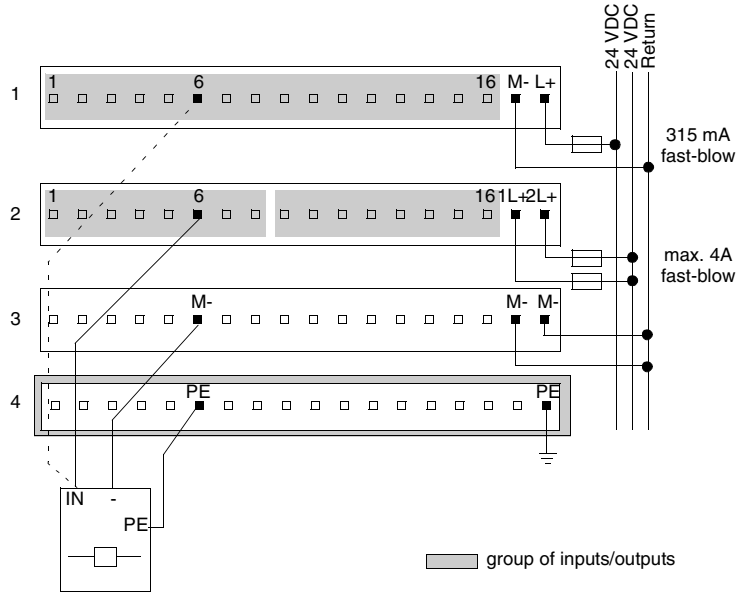 24 VDC
24 VDC
Return
1
1
6
16
M-
L+
315 mA
fast-blow
2
1
6
16
1L+
2L+
max. 4A
fast-blow
3
M-
M-
M-
4
PE
PE
IN
-
PE
group of inputs/outputs